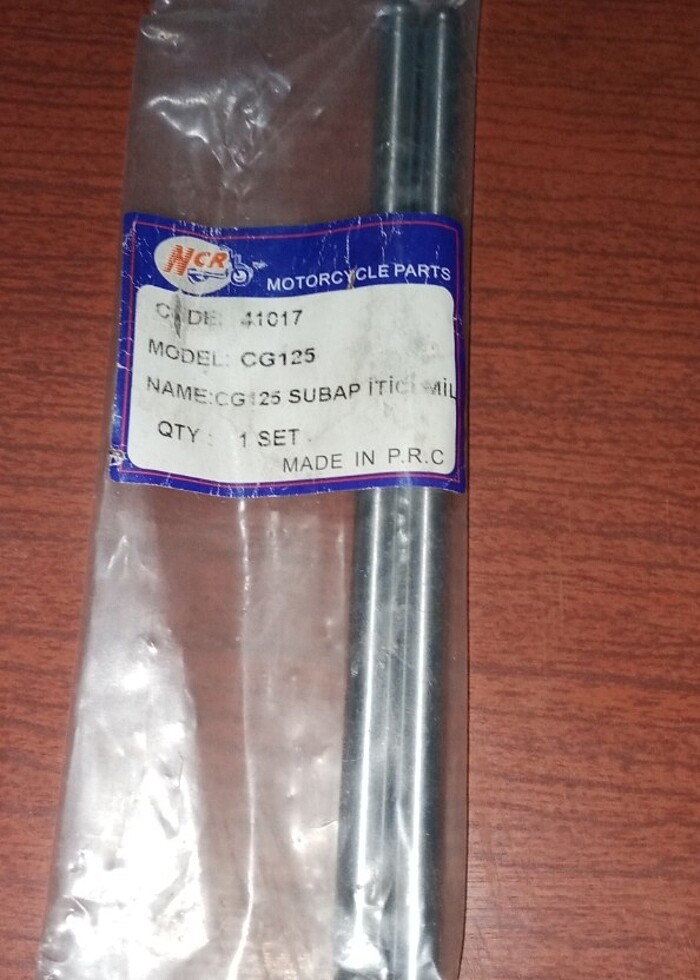 NCR
MOTORCYCLE PARTS
CODE: 41017
MODEL: CG125
NAME:CG125 SUBAP İTİCİ MİL
QTY : 1 SET
MADE IN P.R.C